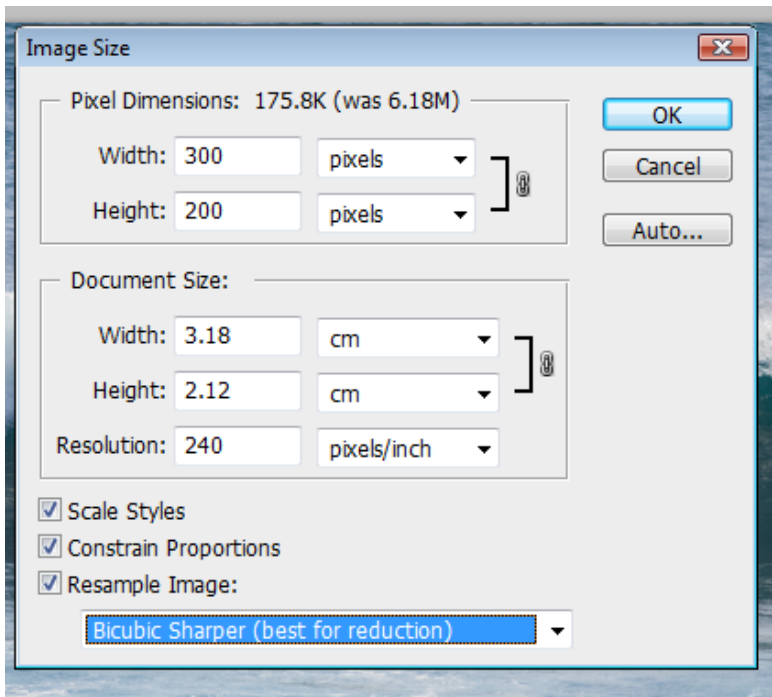 Image Size
Pixel Dimensions: 175.8K (was 6.18M)
OK
Width: 300 pixels
Cancel
Height: 200 pixels
Auto...
Document Size:
Width: 3.18 cm
Height: 2.12 cm
Resolution: 240 pixels/inch
Scale Styles
Constrain Proportions
Resample Image:
Bicubic Sharper (best for reduction)